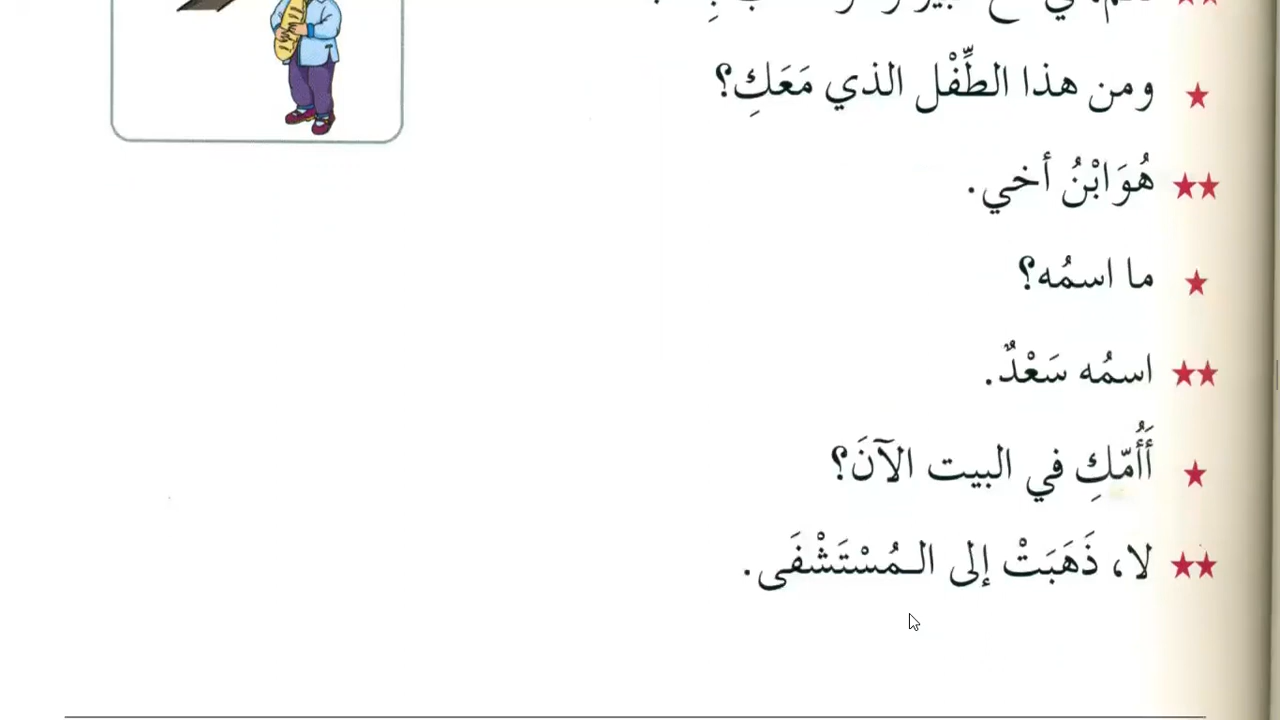 ومن هذا الطِّفْل الذي مَعَكِ؟
هُوَ ابْنُ أخي.
ما اسمُه؟
اسمُه سَعْدٌ.
أَأُمّكِ في البيت الآنَ؟
لا، ذَهَبَتْ إلى الـمُسْتَشْفَى.